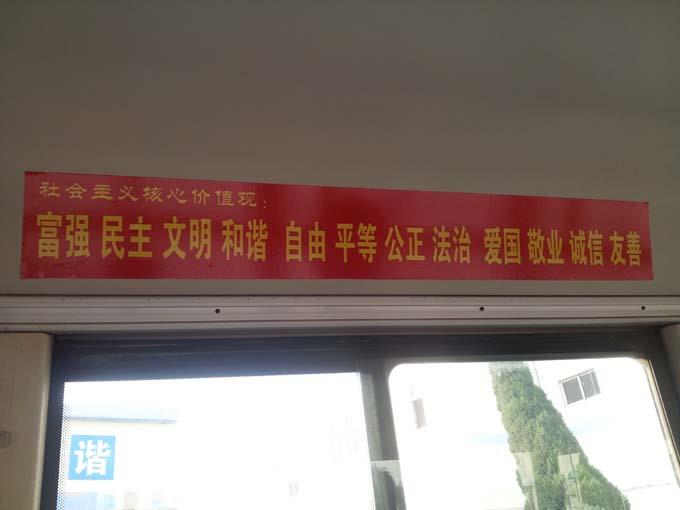 社会主义核心价值观:
富强 民主 文明 和谐 自由 平等 公正 法治 爱国 敬业 诚信 友善
谐